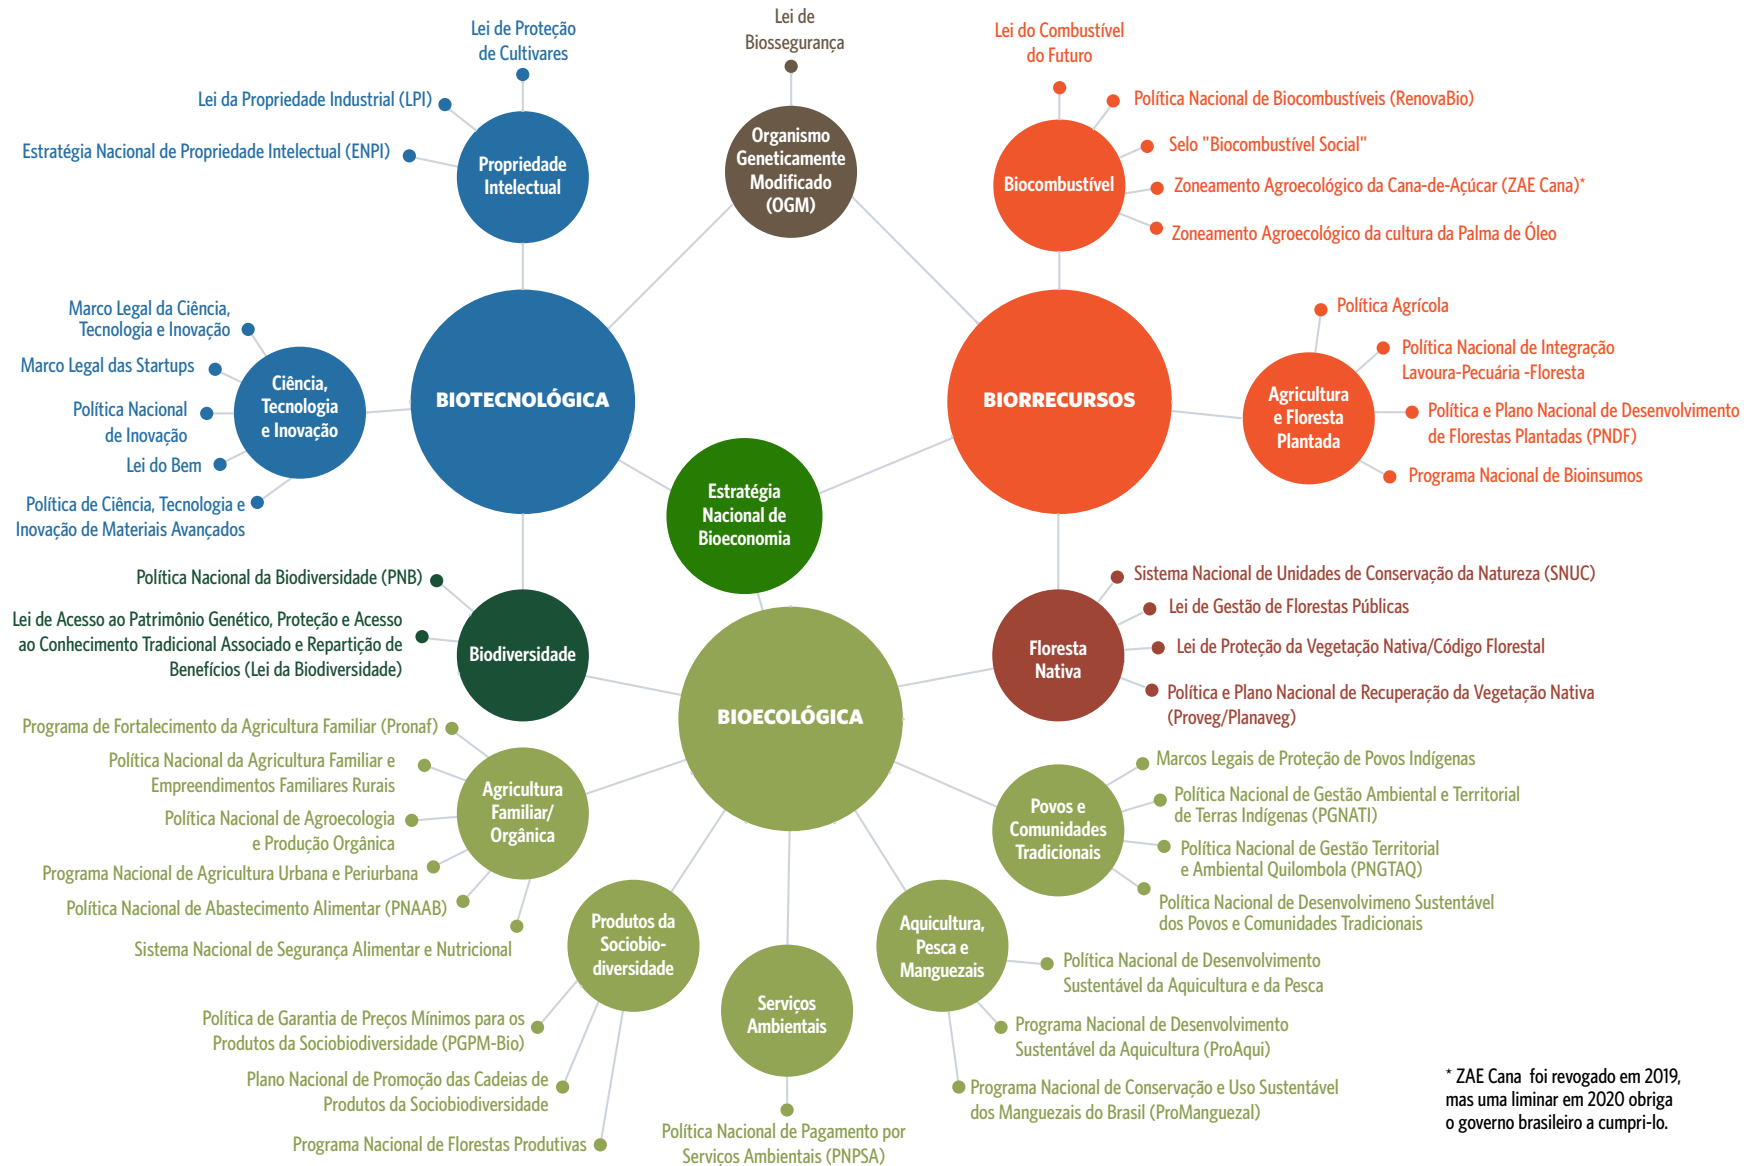 Lei de Proteção
de Cultivares
Lei da Propriedade Industrial (LPI)
Estratégia Nacional de Propriedade Intelectual (ENPI)
Propriedade
Intelectual
Lei de
Biossegurança
Organismo
Geneticamente
Modificado
(OGM)
Lei do Combustível
do Futuro
Política Nacional de Biocombustíveis (RenovaBio)
Selo "Biocombustível Social"
Zoneamento Agroecológico da Cana-de-Açúcar (ZAE Cana)*
Zoneamento Agroecológico da cultura da Palma de Óleo
Biocombustível
Marco Legal da Ciência,
Tecnologia e Inovação
Marco Legal das Startups
Política Nacional
de Inovação
Lei do Bem
Política de Ciência, Tecnologia e
Inovação de Materiais Avançados
Ciência,
Tecnologia
e Inovação
BIOTECNOLÓGICA
BIORRECURSOS
Agricultura
e Floresta
Plantada
Política Agrícola
Política Nacional de Integração
Lavoura-Pecuária -Floresta
Política e Plano Nacional de Desenvolvimento
de Florestas Plantadas (PNDF)
Programa Nacional de Bioinsumos
Estratégia
Nacional de
Bioeconomia
Política Nacional da Biodiversidade (PNB)
Lei de Acesso ao Patrimônio Genético, Proteção e Acesso
ao Conhecimento Tradicional Associado e Repartição de
Benefícios (Lei da Biodiversidade)
Biodiversidade
BIOECOLÓGICA
Floresta
Nativa
Sistema Nacional de Unidades de Conservação da Natureza (SNUC)
Lei de Gestão de Florestas Públicas
Lei de Proteção da Vegetação Nativa/Código Florestal
Política e Plano Nacional de Recuperação da Vegetação Nativa
(Proveg/Planaveg)
Programa de Fortalecimento da Agricultura Familiar (Pronaf)
Política Nacional da Agricultura Familiar e
Empreendimentos Familiares Rurais
Política Nacional de Agroecologia
e Produção Orgânica
Programa Nacional de Agricultura Urbana e Periurbana
Política Nacional de Abastecimento Alimentar (PNAAB)
Sistema Nacional de Segurança Alimentar e Nutricional
Agricultura
Familiar/
Orgânica
Povos e
Comunidades
Tradicionais
Marcos Legais de Proteção de Povos Indígenas
Política Nacional de Gestão Ambiental e Territorial
de Terras Indígenas (PGNATI)
Política Nacional de Gestão Territorial
e Ambiental Quilombola (PNGTAQ)
Política Nacional de Desenvolvimeno Sustentável
dos Povos e Comunidades Tradicionais
Produtos da
Sociobio-
diversidade
Política de Garantia de Preços Mínimos para os
Produtos da Sociobiodiversidade (PGPM-Bio)
Plano Nacional de Promoção das Cadeias de
Produtos da Sociobiodiversidade
Programa Nacional de Florestas Produtivas
Serviços
Ambientais
Política Nacional de Pagamento por
Serviços Ambientais (PNPSA)
Aquicultura,
Pesca e
Manguezais
Política Nacional de Desenvolvimento
Sustentável da Aquicultura e da Pesca
Programa Nacional de Desenvolvimento
Sustentável da Aquicultura (ProAqui)
Programa Nacional de Conservação e Uso Sustentável
dos Manguezais do Brasil (ProManguezal)
* ZAE Cana foi revogado em 2019,
mas uma liminar em 2020 obriga
o governo brasileiro a cumpri-lo.